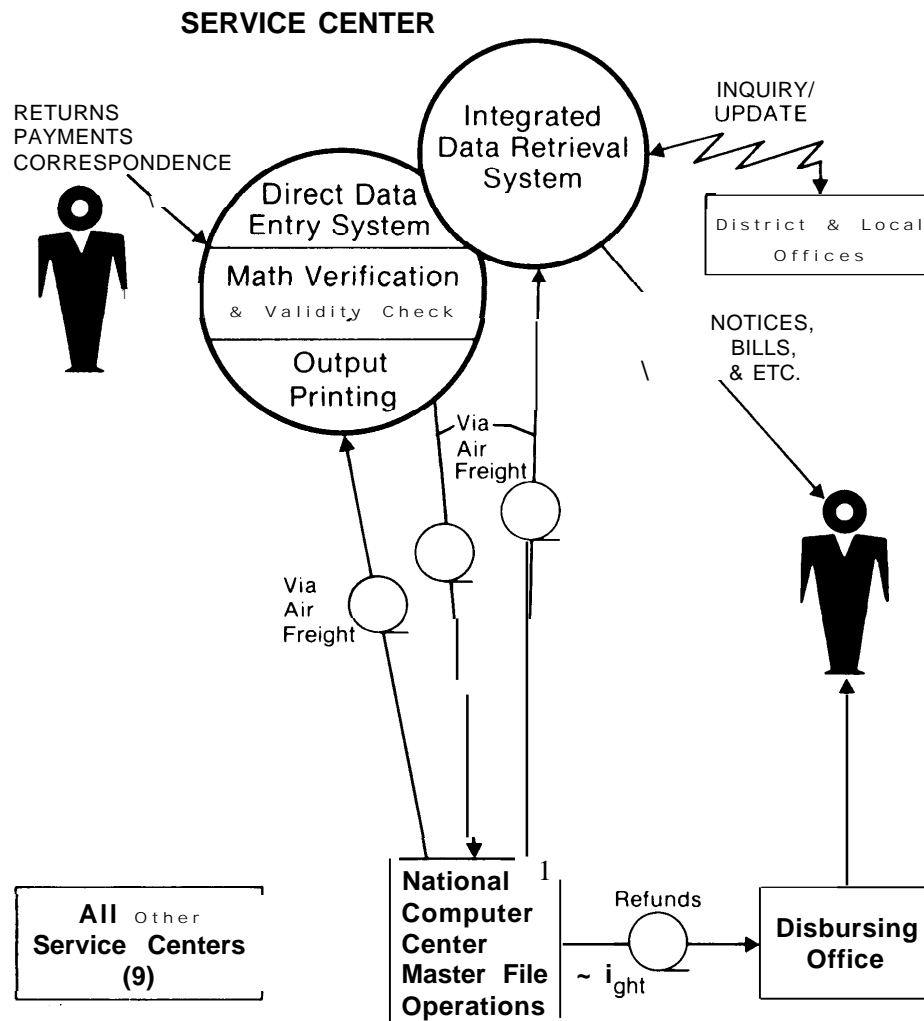 SERVICE CENTER
RETURNS
PAYMENTS
CORRESPONDENCE
Integrated
Data Retrieval
System
INQUIRY/
UPDATE
Direct Data
Entry System
District & Local
Offices
Math Verification
& Validity Check
Output
Printing
NOTICES,
BILLS,
& ETC.
Via
Air
Freight
Via
Air
Freight
All Other
Service Centers
(9)
National
Computer
Center
Master File
Operations
1
Refunds
~ ight
Disbursing
Office